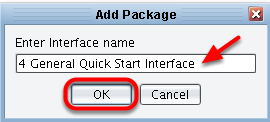 Add Package
Enter Interface name
4 General Quick Start Interface
OK Cancel